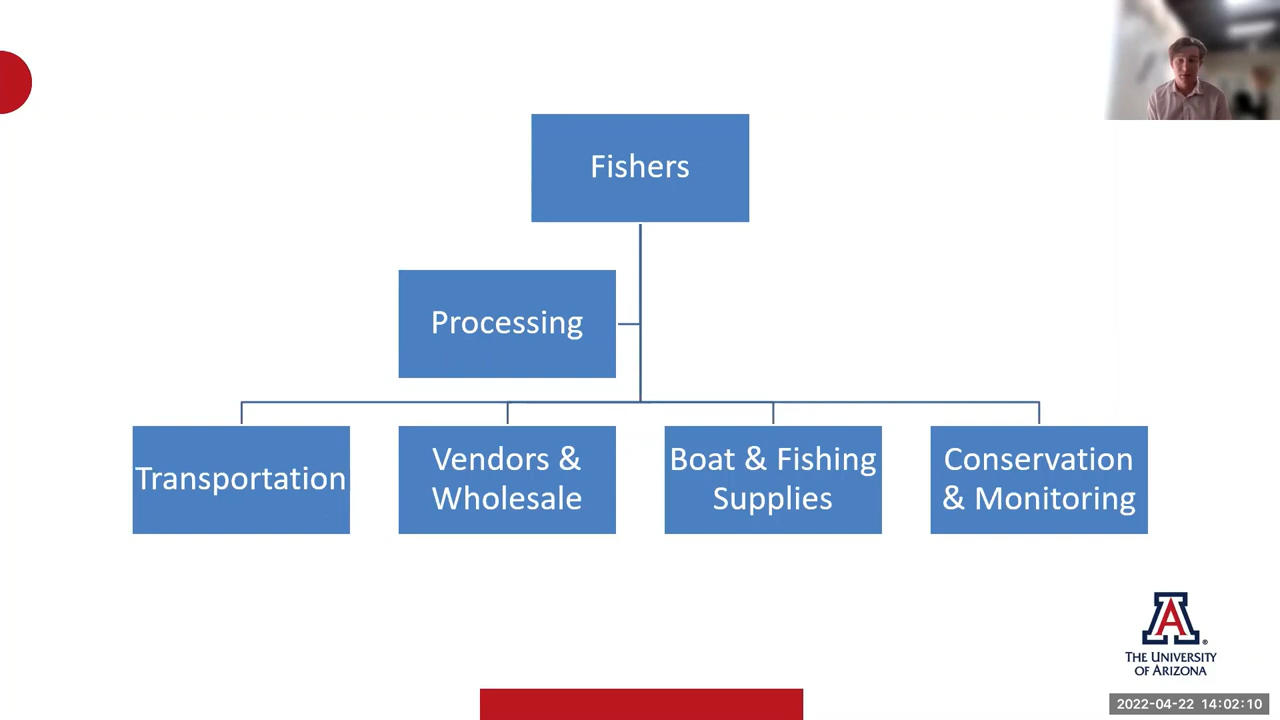 Fishers
Processing
Transportation
Vendors &
Wholesale
Boat & Fishing
Supplies
Conservation
& Monitoring
A
THE UNIVERSITY
OF ARIZONA
2022-04-22 14:02:10